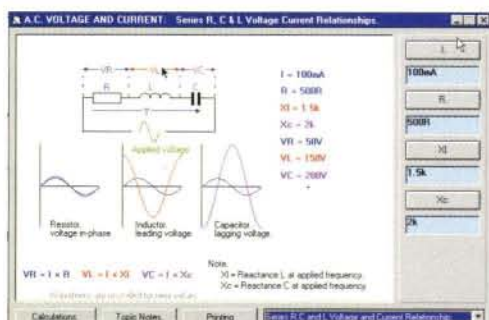 A.C. VOLTAGE AND CURRENT: Series R, C & L Voltage Current Relationships.
VR VL VC
R L C
Applied voltage
I = 100mA
R = 500R
Xl = 1.5k
Xc = 2k
VR = 50V
VL = 150V
VC = 200V
Resistor, voltage in-phase
Inductor, leading voltage
Capacitor, lagging voltage
VR = I × R VL = I × Xl VC = I × Xc
Note.
Xl = Reactance L at applied frequency.
Xc = Reactance C at applied frequency.
I
100mA
R
500R
Xl
1.5k
Xc
2k
Calculations Topic Notes Printing Series R C and L Voltage and Current Relationship